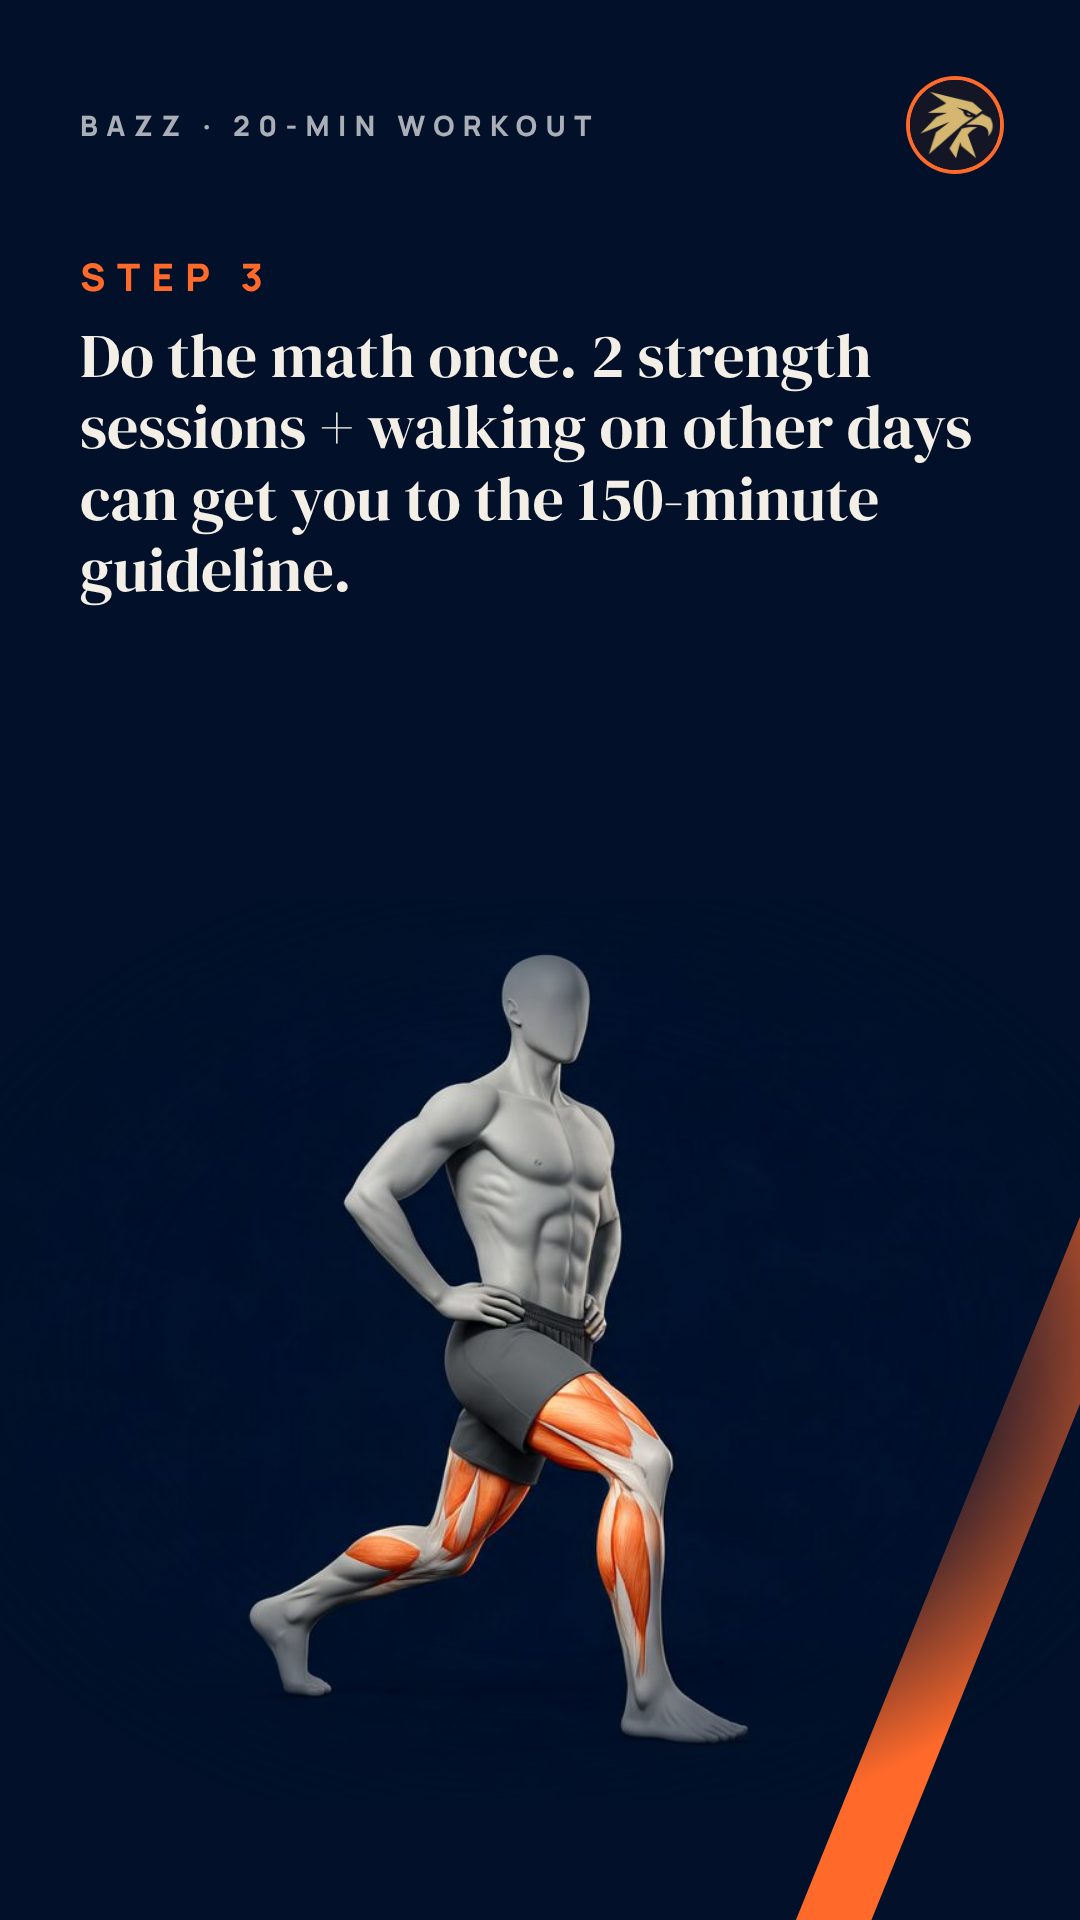 BAZZ · 20-MIN WORKOUT
STEP 3
Do the math once. 2 strength
sessions + walking on other days
can get you to the 150-minute
guideline.